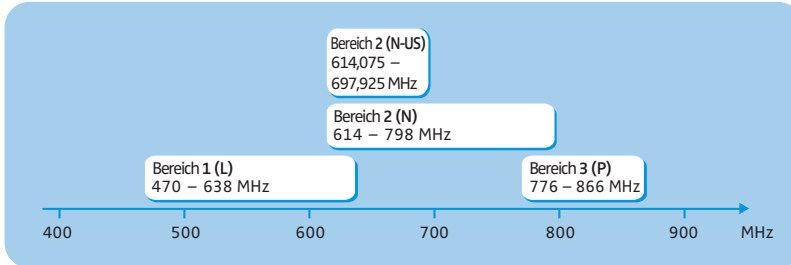 Bereich 2 (N-US)
614,075 –
697,925 MHz
Bereich 2 (N)
614 – 798 MHz
Bereich 1 (L)
470 – 638 MHz
Bereich 3 (P)
776 – 866 MHz
400 500 600 700 800 900 MHz